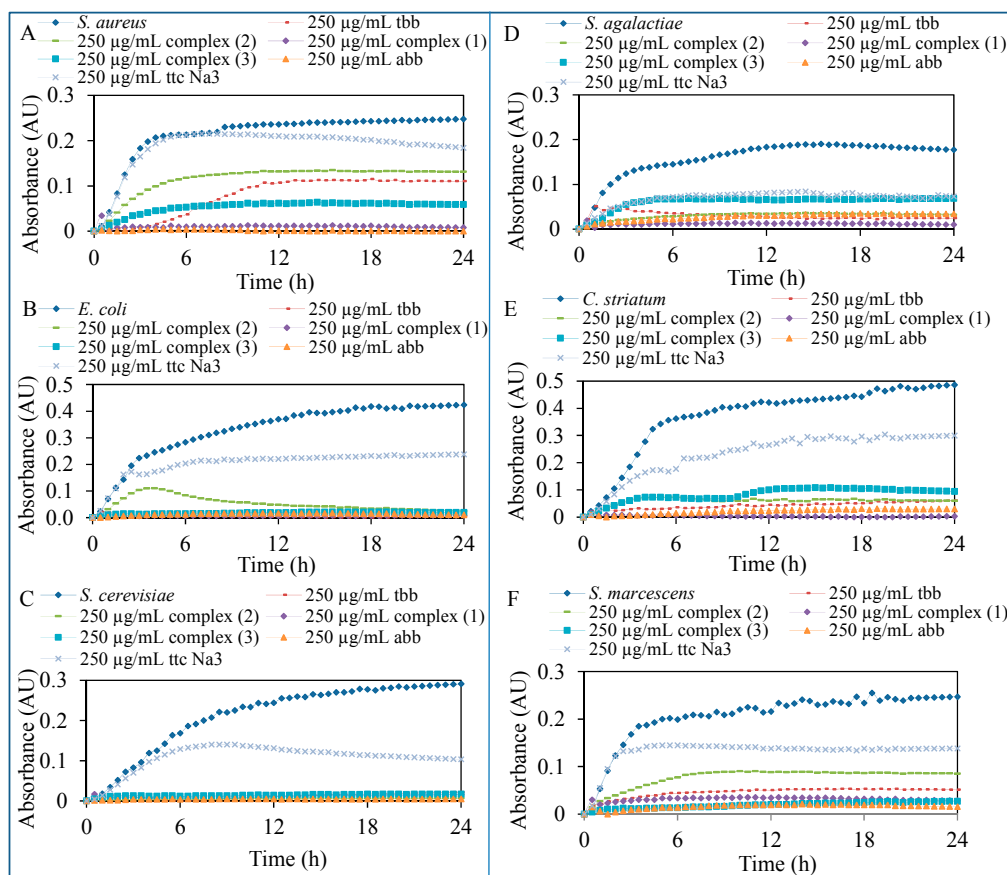 A
S. aureus
250 µg/mL tbb
250 µg/mL complex (2)
250 µg/mL complex (1)
250 µg/mL complex (3)
250 µg/mL abb
250 µg/mL ttc Na3
Absorbance (AU)
0.3
0.2
0.1
0
0 6 12 18 24
Time (h)
B
E. coli
250 µg/mL tbb
250 µg/mL complex (2)
250 µg/mL complex (1)
250 µg/mL complex (3)
250 µg/mL abb
250 µg/mL ttc Na3
Absorbance (AU)
0.5
0.4
0.3
0.2
0.1
0.0
0 6 12 18 24
Time (h)
C
S. cerevisiae
250 µg/mL tbb
250 µg/mL complex (2)
250 µg/mL complex (1)
250 µg/mL complex (3)
250 µg/mL abb
250 µg/mL ttc Na3
Absorbance (AU)
0.3
0.2
0.1
0
0 6 12 18 24
Time (h)
D
S. agalactiae
250 µg/mL tbb
250 µg/mL complex (2)
250 µg/mL complex (1)
250 µg/mL complex (3)
250 µg/mL abb
250 µg/mL ttc Na3
Absorbance (AU)
0.3
0.2
0.1
0
0 6 12 18 24
Time (h)
E
C. striatum
250 µg/mL tbb
250 µg/mL complex (2)
250 µg/mL complex (1)
250 µg/mL complex (3)
250 µg/mL abb
250 µg/mL ttc Na3
Absorbance (AU)
0.5
0.4
0.3
0.2
0.1
0.0
0 6 12 18 24
Time (h)
F
S. marcescens
250 µg/mL tbb
250 µg/mL complex (2)
250 µg/mL complex (1)
250 µg/mL complex (3)
250 µg/mL abb
250 µg/mL ttc Na3
Absorbance (AU)
0.3
0.2
0.1
0.0
0 6 12 18 24
Time (h)